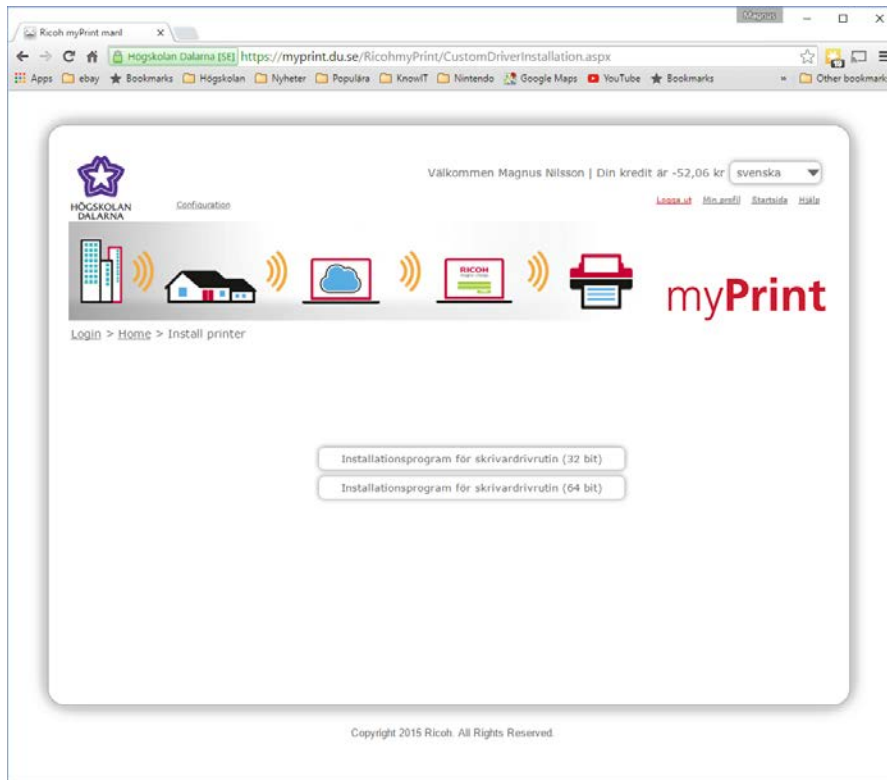 Magnus
Ricoh myPrint manl
Högskolan Dalarna [SE] https://myprint.du.se/RicohmyPrint/CustomDriverInstallation.aspx
Apps ebay Bookmarks Högskolan Nyheter Populära KnowIT Nintendo Google Maps YouTube Bookmarks » Other bookmark
Välkommen Magnus Nilsson | Din kredit är -52,06 kr svenska
HÖGSKOLAN
DALARNA
Configuration
Logga ut Min profil Startsida Hjälp
RICOH
myPrint
Login > Home > Install printer
Installationsprogram för skrivardrivrutin (32 bit)
Installationsprogram för skrivardrivrutin (64 bit)
Copyright 2015 Ricoh. All Rights Reserved.